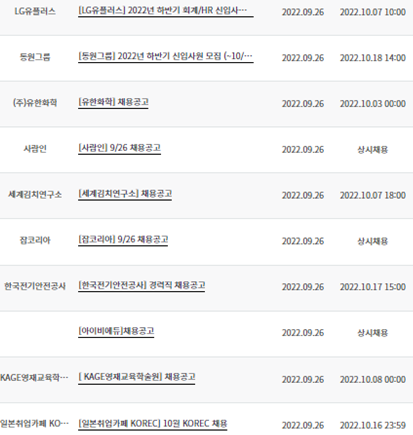 LG유플러스 [LG유플러스] 2022년 하반기 회계/HR 신입사… 2022.09.26 2022.10.07 10:00
동원그룹 [동원그룹] 2022년 하반기 신입사원 모집 (~10/… 2022.09.26 2022.10.18 14:00
(주)유한화학 [유한화학] 채용공고 2022.09.26 2022.10.03 00:00
사람인 [사람인] 9/26 채용공고 2022.09.26 상시채용
세계김치연구소 [세계김치연구소] 채용공고 2022.09.26 2022.10.07 18:00
잡코리아 [잡코리아] 9/26 채용공고 2022.09.26 상시채용
한국전기안전공사 [한국전기안전공사] 경력직 채용공고 2022.09.26 2022.10.17 15:00
[아이비에듀]채용공고 2022.09.26 상시채용
KAGE영재교육학… [ KAGE영재교육학술원] 채용공고 2022.09.26 2022.10.08 00:00
일본취업카페 KO… [일본취업카페 KOREC] 10월 KOREC 채용 2022.09.26 2022.10.16 23:59